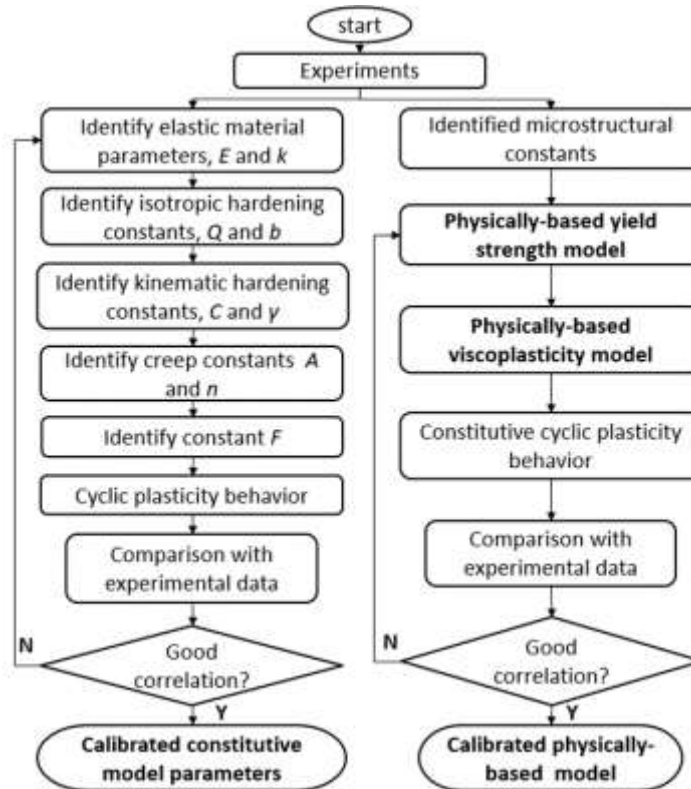 start
Experiments
Identify elastic material
parameters, E and k
Identify isotropic hardening
constants, Q and b
Identify kinematic hardening
constants, C and γ
Identify creep constants A
and n
Identify constant F
Cyclic plasticity behavior
Comparison with
experimental data
N
Good
correlation?
Y
Calibrated constitutive
model parameters
Identified microstructural
constants
Physically-based yield
strength model
Physically-based
viscoplasticity model
Constitutive cyclic plasticity
behavior
Comparison with
experimental data
N
Good
correlation?
Y
Calibrated physically-
based model